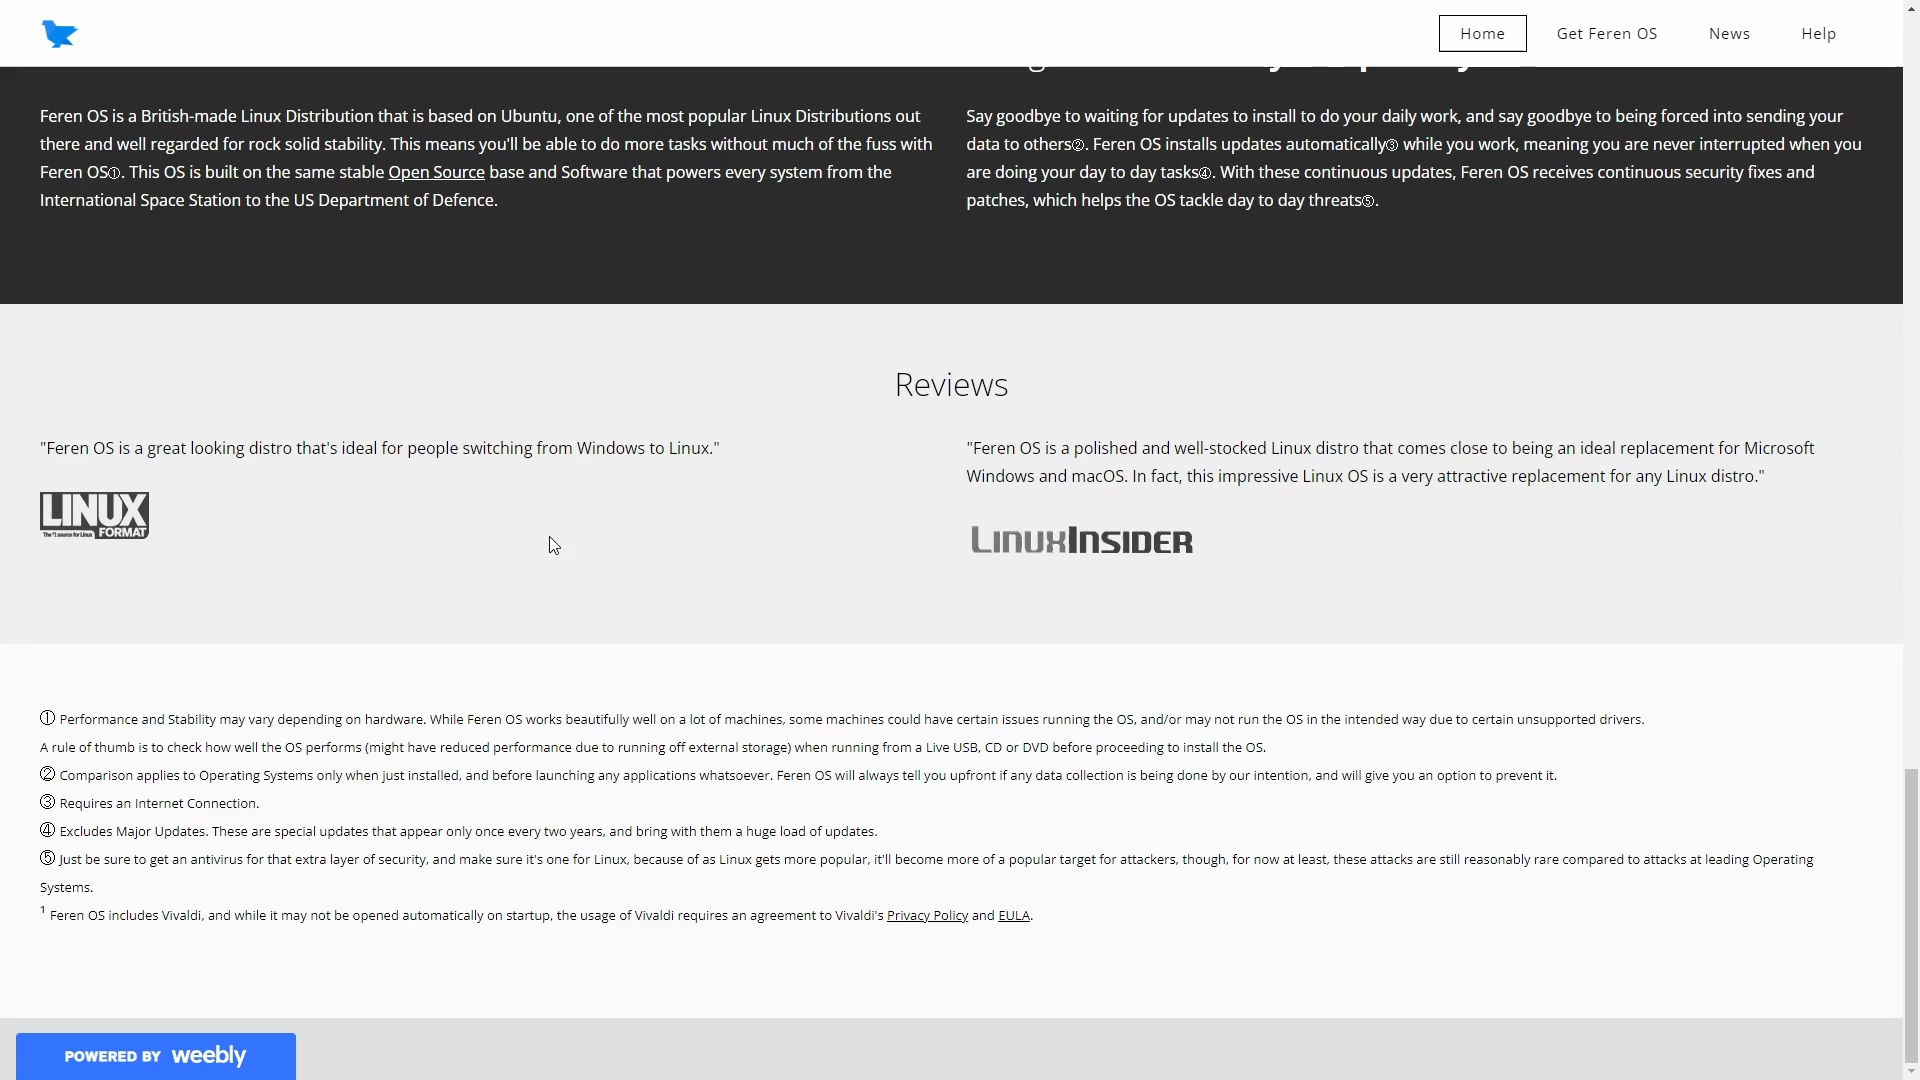 Home
Get Feren OS
News
Help
Feren OS is a British-made Linux Distribution that is based on Ubuntu, one of the most popular Linux Distributions out
there and well regarded for rock solid stability. This means you'll be able to do more tasks without much of the fuss with
Feren OS①. This OS is built on the same stable Open Source base and Software that powers every system from the
International Space Station to the US Department of Defence.
Say goodbye to waiting for updates to install to do your daily work, and say goodbye to being forced into sending your
data to others②. Feren OS installs updates automatically③ while you work, meaning you are never interrupted when you
are doing your day to day tasks④. With these continuous updates, Feren OS receives continuous security fixes and
patches, which helps the OS tackle day to day threats⑤.
Reviews
"Feren OS is a great looking distro that's ideal for people switching from Windows to Linux."
LINUX
The #1 source for Linux FORMAT
"Feren OS is a polished and well-stocked Linux distro that comes close to being an ideal replacement for Microsoft
Windows and macOS. In fact, this impressive Linux OS is a very attractive replacement for any Linux distro."
LinuxInsider
① Performance and Stability may vary depending on hardware. While Feren OS works beautifully well on a lot of machines, some machines could have certain issues running the OS, and/or may not run the OS in the intended way due to certain unsupported drivers.
A rule of thumb is to check how well the OS performs (might have reduced performance due to running off external storage) when running from a Live USB, CD or DVD before proceeding to install the OS.
② Comparison applies to Operating Systems only when just installed, and before launching any applications whatsoever. Feren OS will always tell you upfront if any data collection is being done by our intention, and will give you an option to prevent it.
③ Requires an Internet Connection.
④ Excludes Major Updates. These are special updates that appear only once every two years, and bring with them a huge load of updates.
⑤ Just be sure to get an antivirus for that extra layer of security, and make sure it's one for Linux, because of as Linux gets more popular, it'll become more of a popular target for attackers, though, for now at least, these attacks are still reasonably rare compared to attacks at leading Operating
Systems.
1 Feren OS includes Vivaldi, and while it may not be opened automatically on startup, the usage of Vivaldi requires an agreement to Vivaldi's Privacy Policy and EULA.
POWERED BY weebly